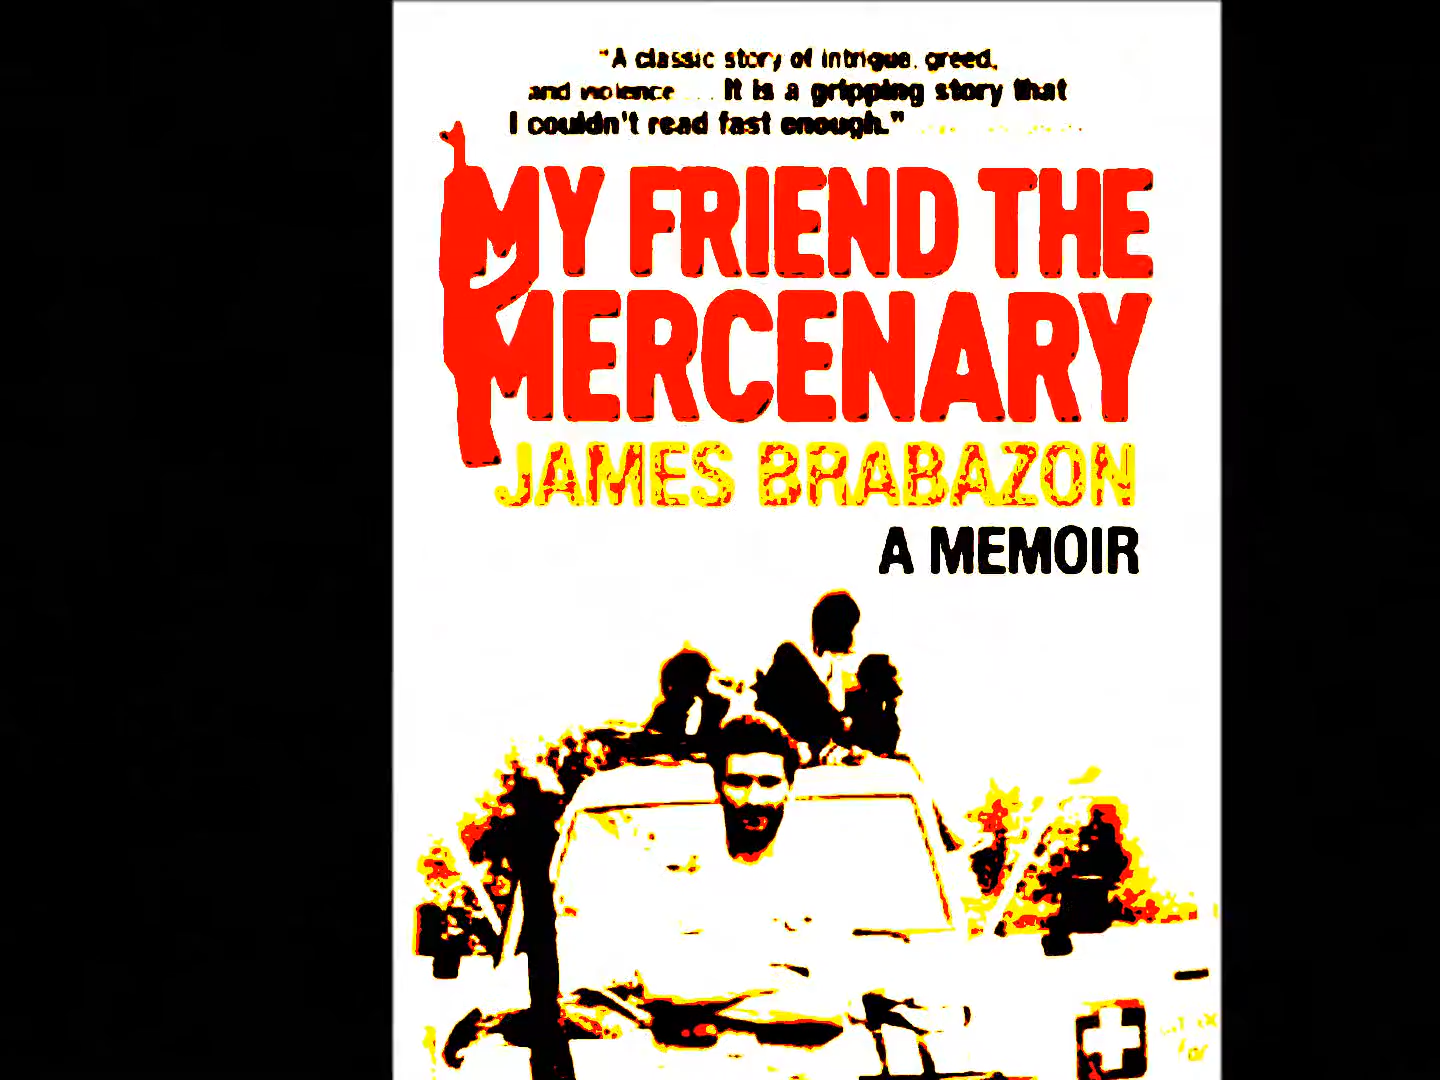 "A classic story of intrigue, greed,
and violence . . . It is a gripping story that
I couldn't read fast enough."
MY FRIEND THE
MERCENARY
JAMES BRABAZON
A MEMOIR